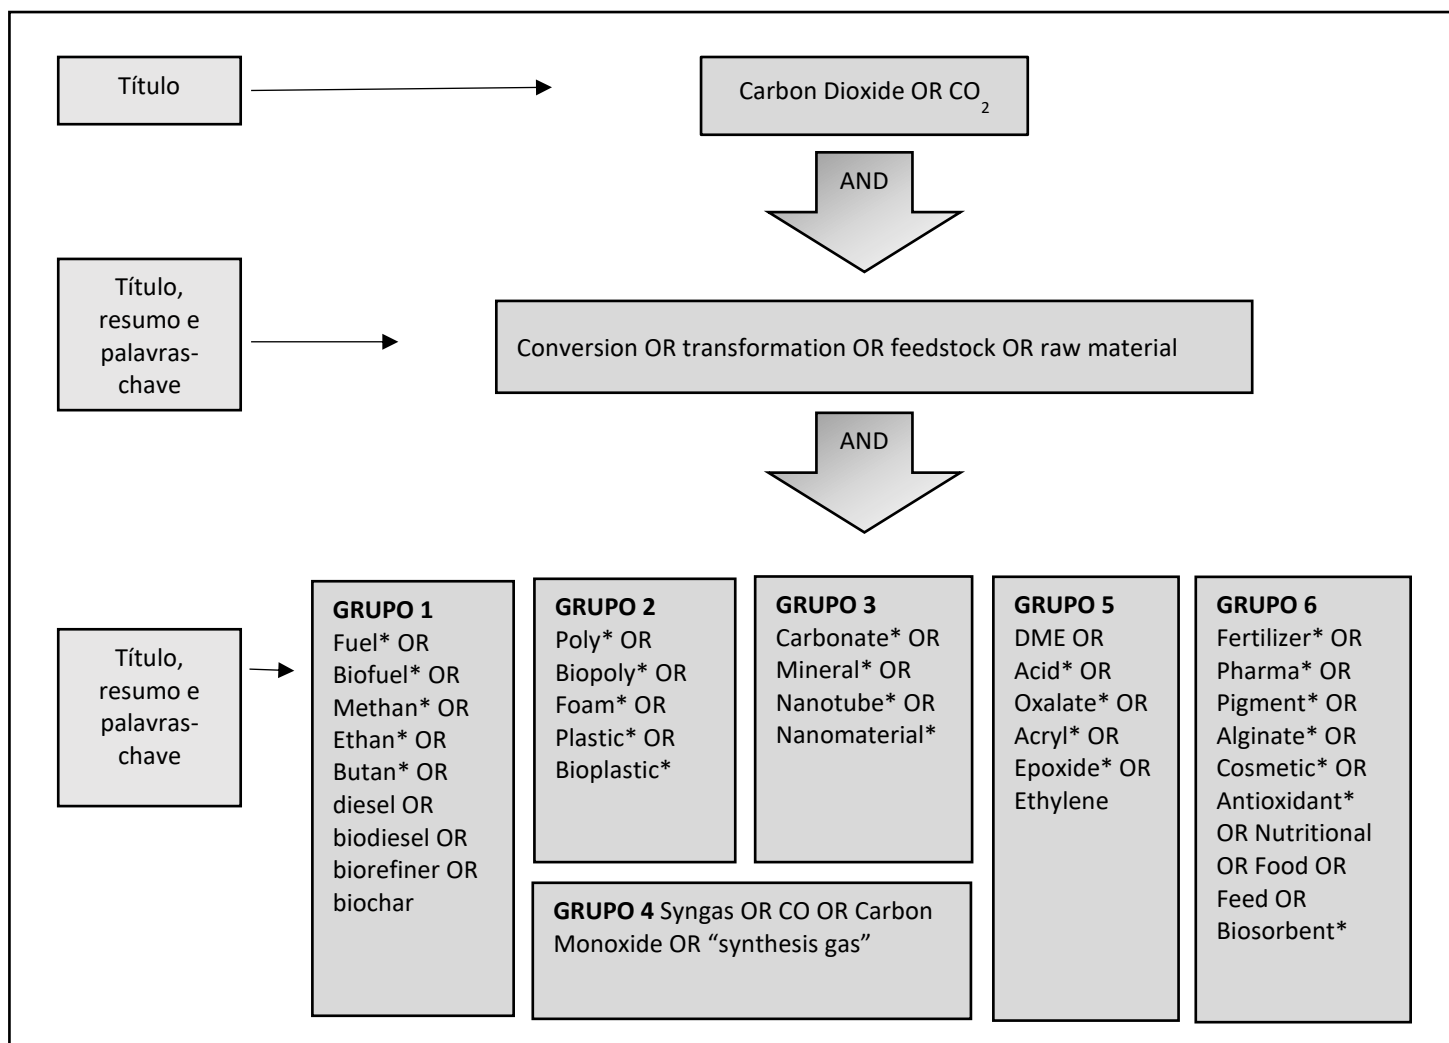 Título
Carbon Dioxide OR CO₂
AND
Título,
resumo e
palavras-
chave
Conversion OR transformation OR feedstock OR raw material
AND
Título,
resumo e
palavras-
chave
GRUPO 1
Fuel* OR
Biofuel* OR
Methan* OR
Ethan* OR
Butan* OR
diesel OR
biodiesel OR
biorefiner OR
biochar
GRUPO 2
Poly* OR
Biopoly* OR
Foam* OR
Plastic* OR
Bioplastic*
GRUPO 3
Carbonate* OR
Mineral* OR
Nanotube* OR
Nanomaterial*
GRUPO 4 Syngas OR CO OR Carbon
Monoxide OR “synthesis gas”
GRUPO 5
DME OR
Acid* OR
Oxalate* OR
Acryl* OR
Epoxide* OR
Ethylene
GRUPO 6
Fertilizer* OR
Pharma* OR
Pigment* OR
Alginate* OR
Cosmetic* OR
Antioxidant*
OR Nutritional
OR Food OR
Feed OR
Biosorbent*